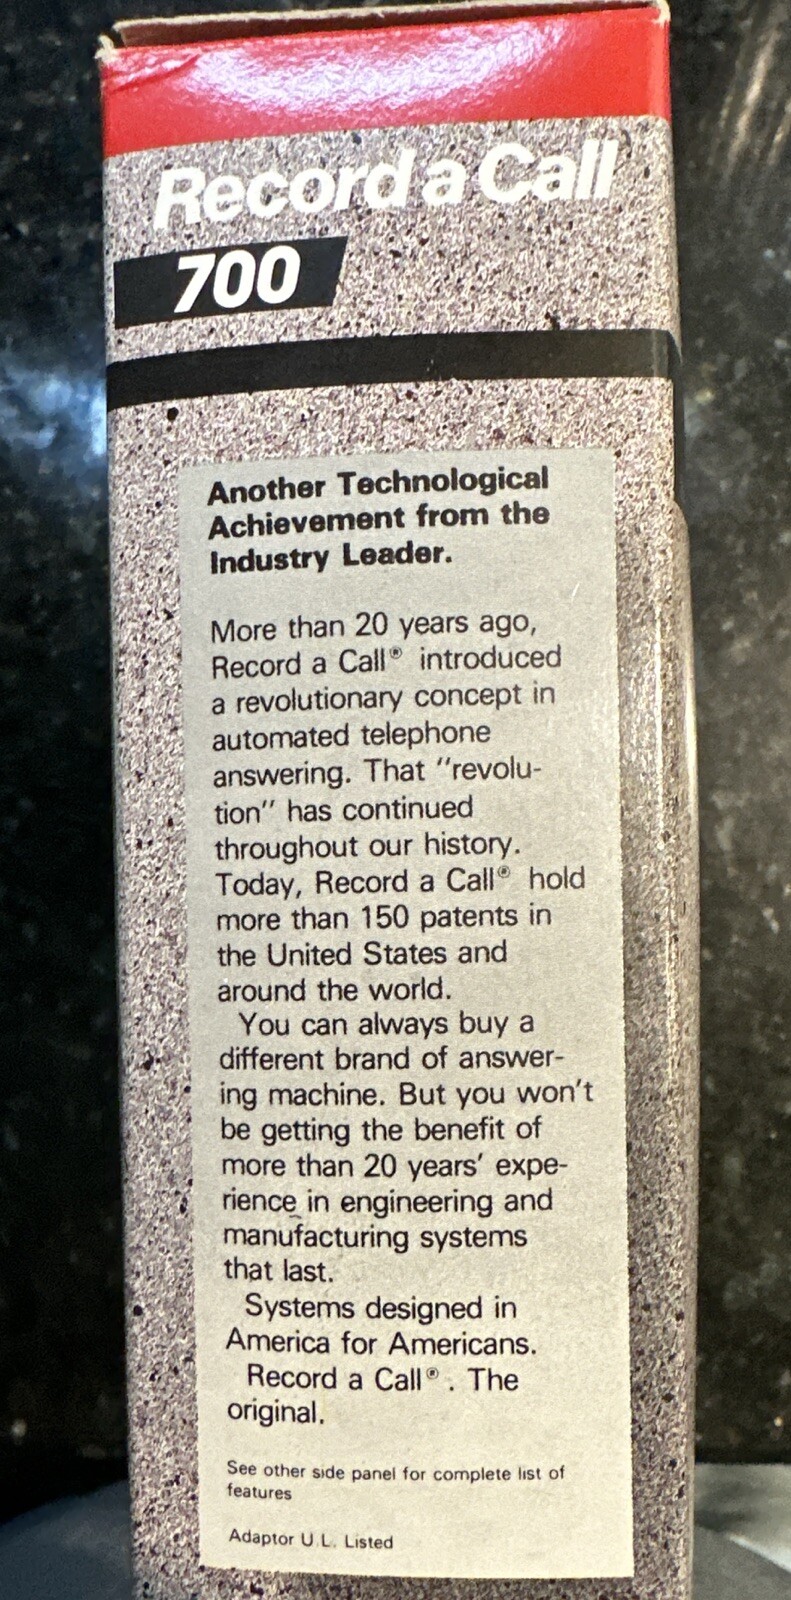 Record a Call
700
Another Technological
Achievement from the
Industry Leader.
More than 20 years ago,
Record a Call® introduced
a revolutionary concept in
automated telephone
answering. That "revolu-
tion" has continued
throughout our history.
Today, Record a Call® hold
more than 150 patents in
the United States and
around the world.
You can always buy a
different brand of answer-
ing machine. But you won't
be getting the benefit of
more than 20 years' expe-
rience in engineering and
manufacturing systems
that last.
Systems designed in
America for Americans.
Record a Call®. The
original.
See other side panel for complete list of
features
Adaptor U.L. Listed